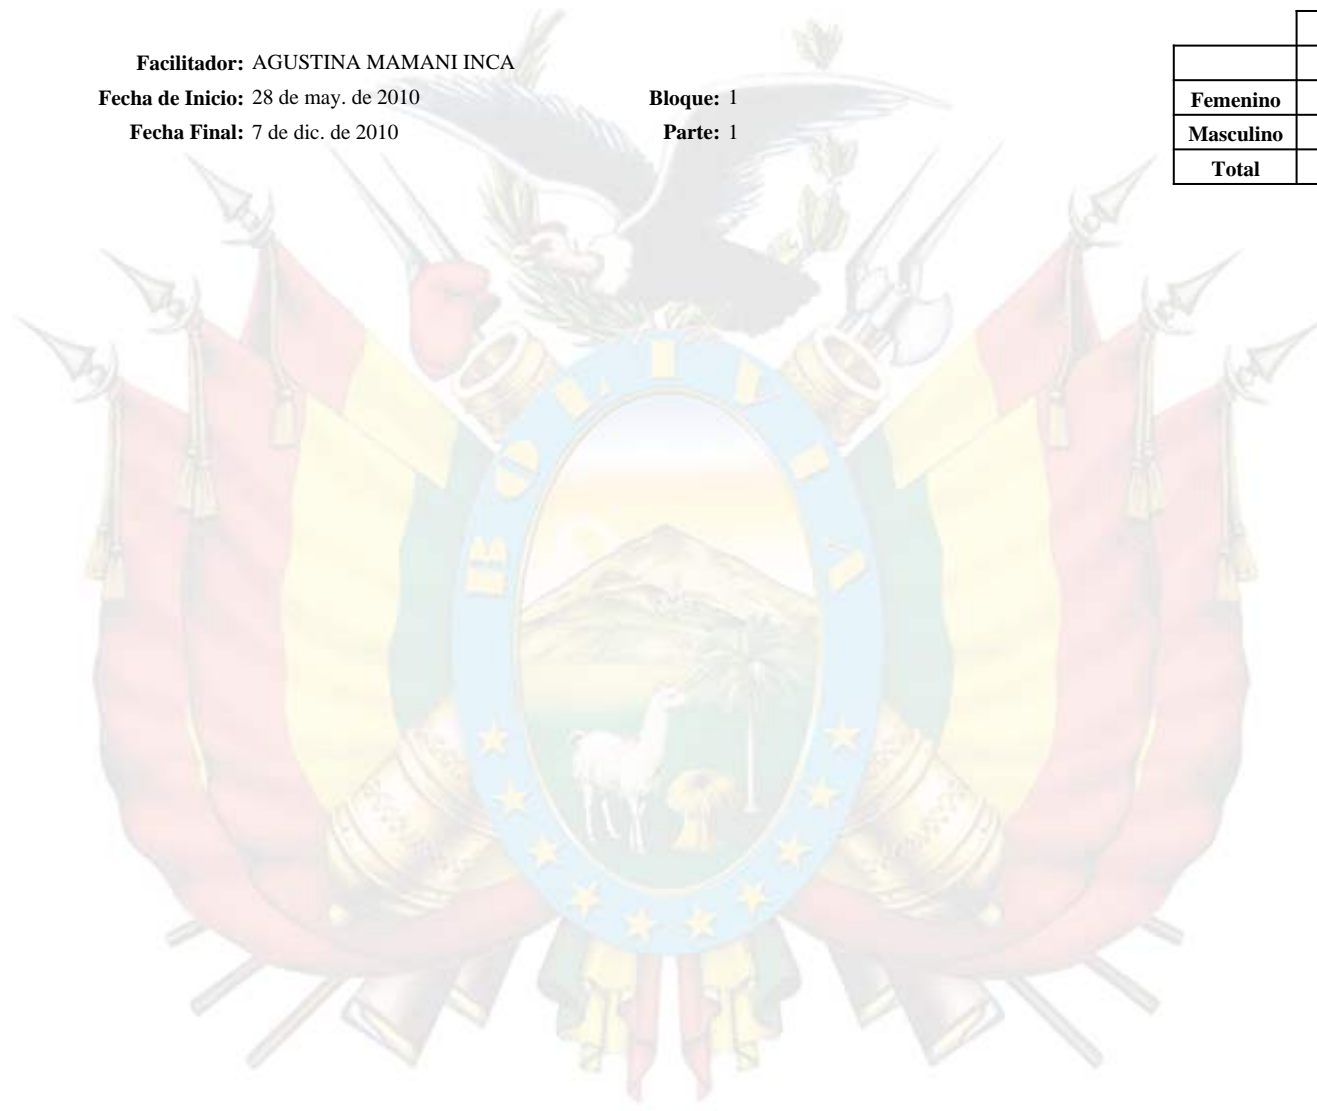 Facilitador: AGUSTINA MAMANI INCA
Fecha de Inicio: 28 de may. de 2010 Bloque: 1
Fecha Final: 7 de dic. de 2010 Parte: 1
Femenino
Masculino
Total
BOLIVIA